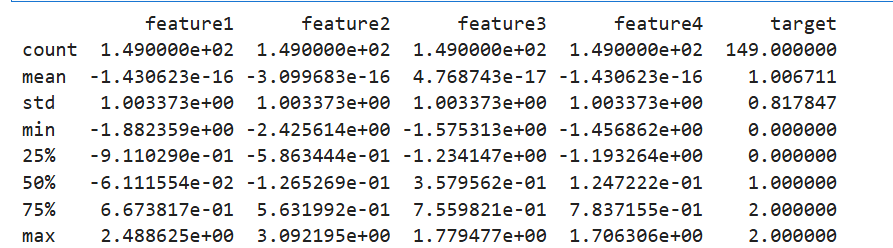 feature1 feature2 feature3 feature4 target
count 1.490000e+02 1.490000e+02 1.490000e+02 1.490000e+02 149.000000
mean -1.430623e-16 -3.099683e-16 4.768743e-17 -1.430623e-16 1.006711
std 1.003373e+00 1.003373e+00 1.003373e+00 1.003373e+00 0.817847
min -1.882359e+00 -2.425614e+00 -1.575313e+00 -1.456862e+00 0.000000
25% -9.110290e-01 -5.863444e-01 -1.234147e+00 -1.193264e+00 0.000000
50% -6.111554e-02 -1.265269e-01 3.579562e-01 1.247222e-01 1.000000
75% 6.673817e-01 5.631992e-01 7.559821e-01 7.837155e-01 2.000000
max 2.488625e+00 3.092195e+00 1.779477e+00 1.706306e+00 2.000000